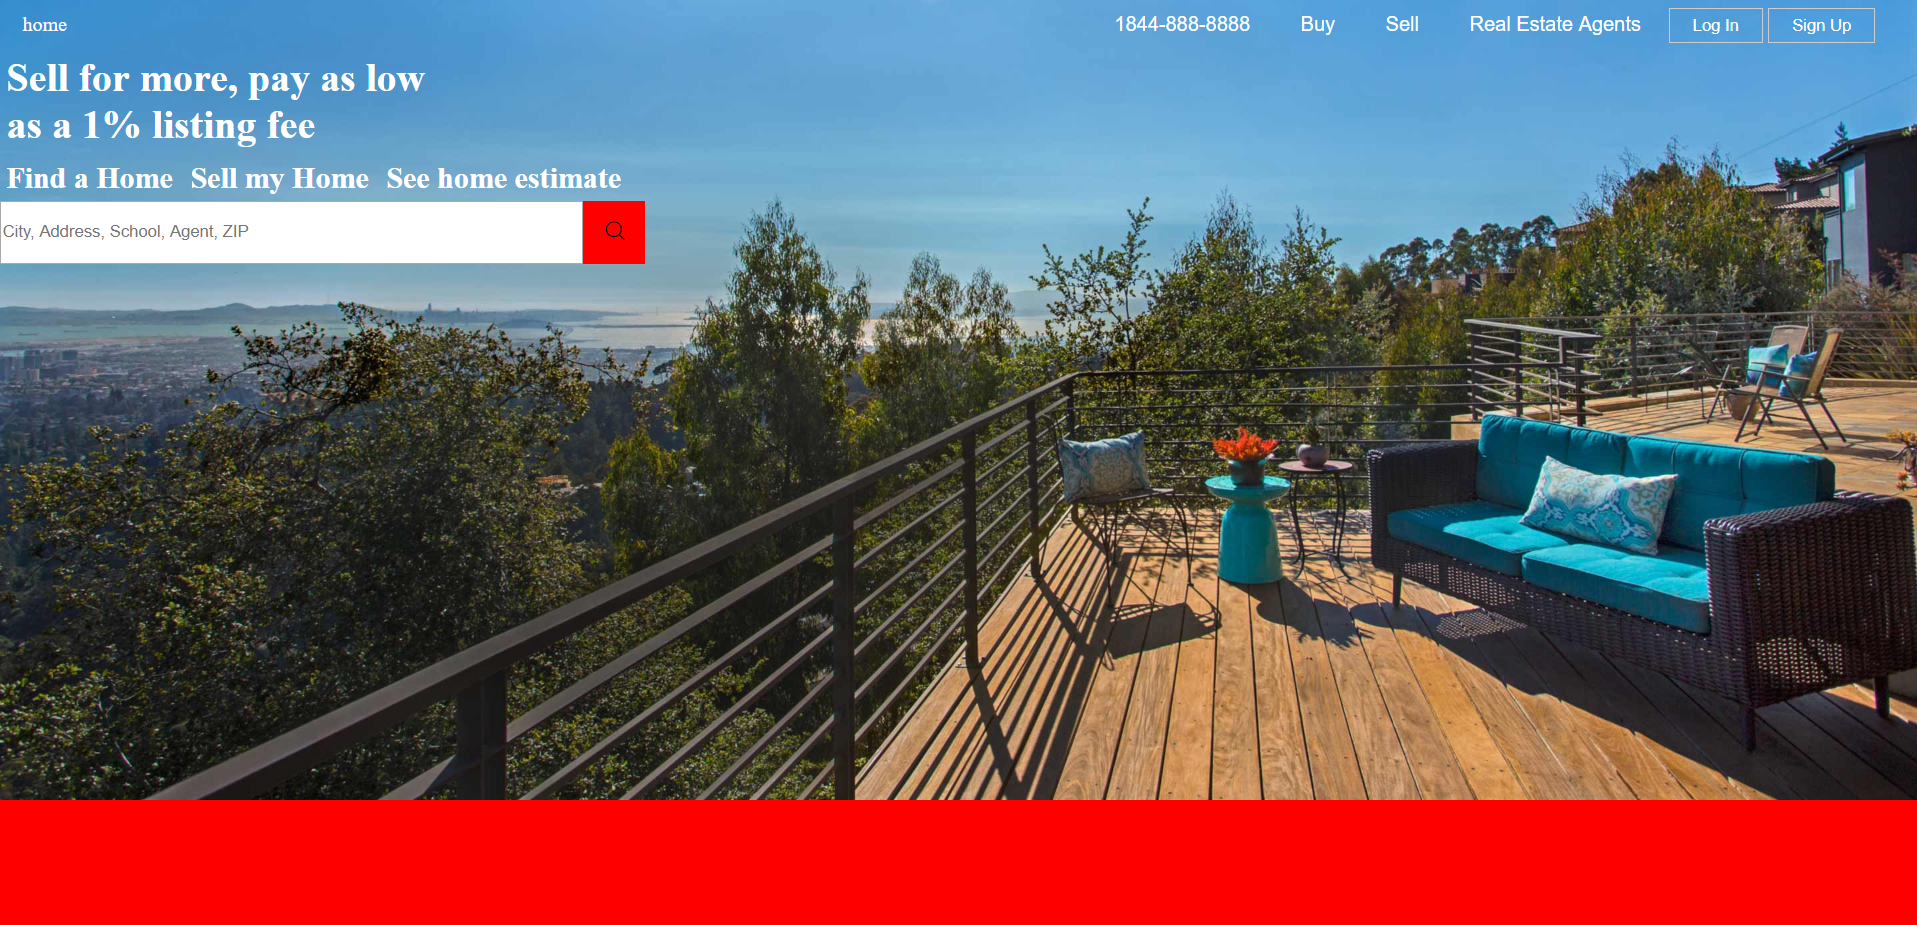 home
1844-888-8888 Buy Sell Real Estate Agents Log In Sign Up
Sell for more, pay as low
as a 1% listing fee
Find a Home Sell my Home See home estimate
City, Address, School, Agent, ZIP